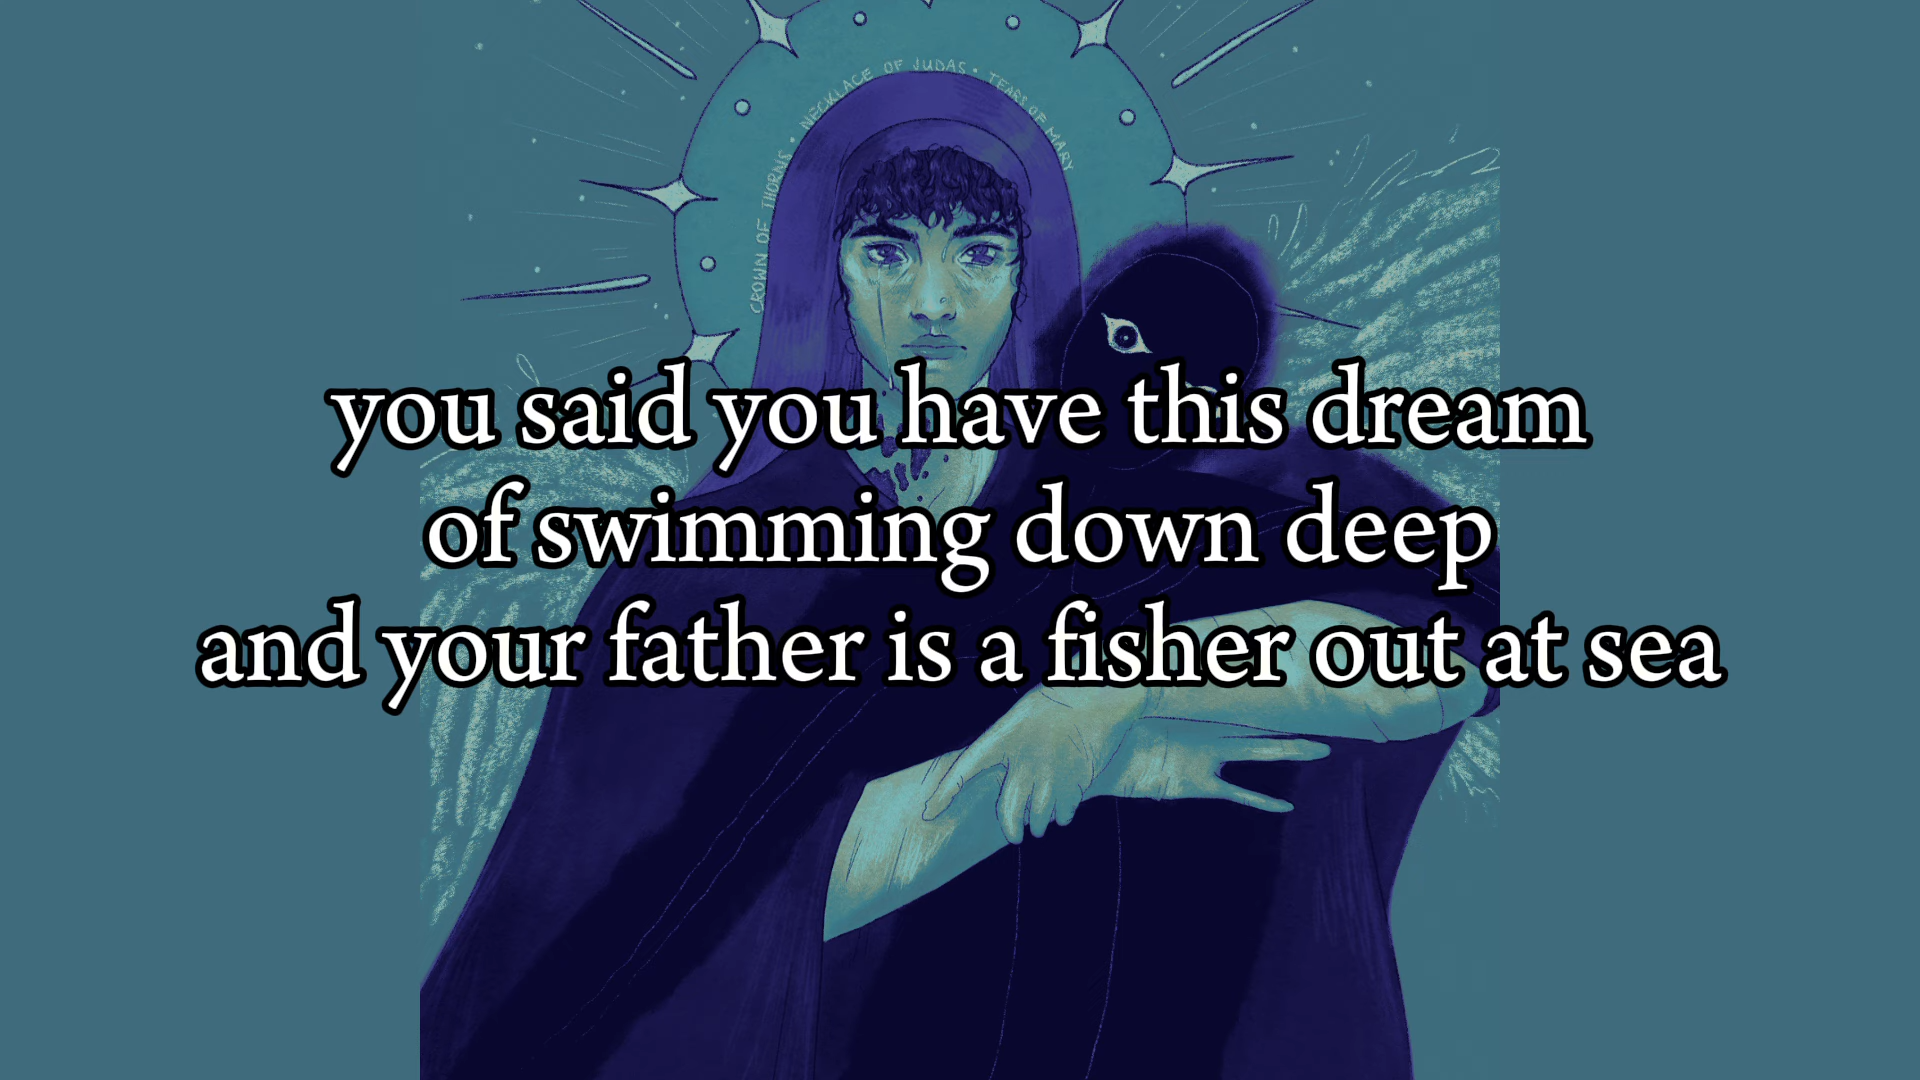 CROWN OF THORNS • NECKLACE OF JUDAS • TEARS OF MARY
you said you have this dream
of swimming down deep
and your father is a fisher out at sea